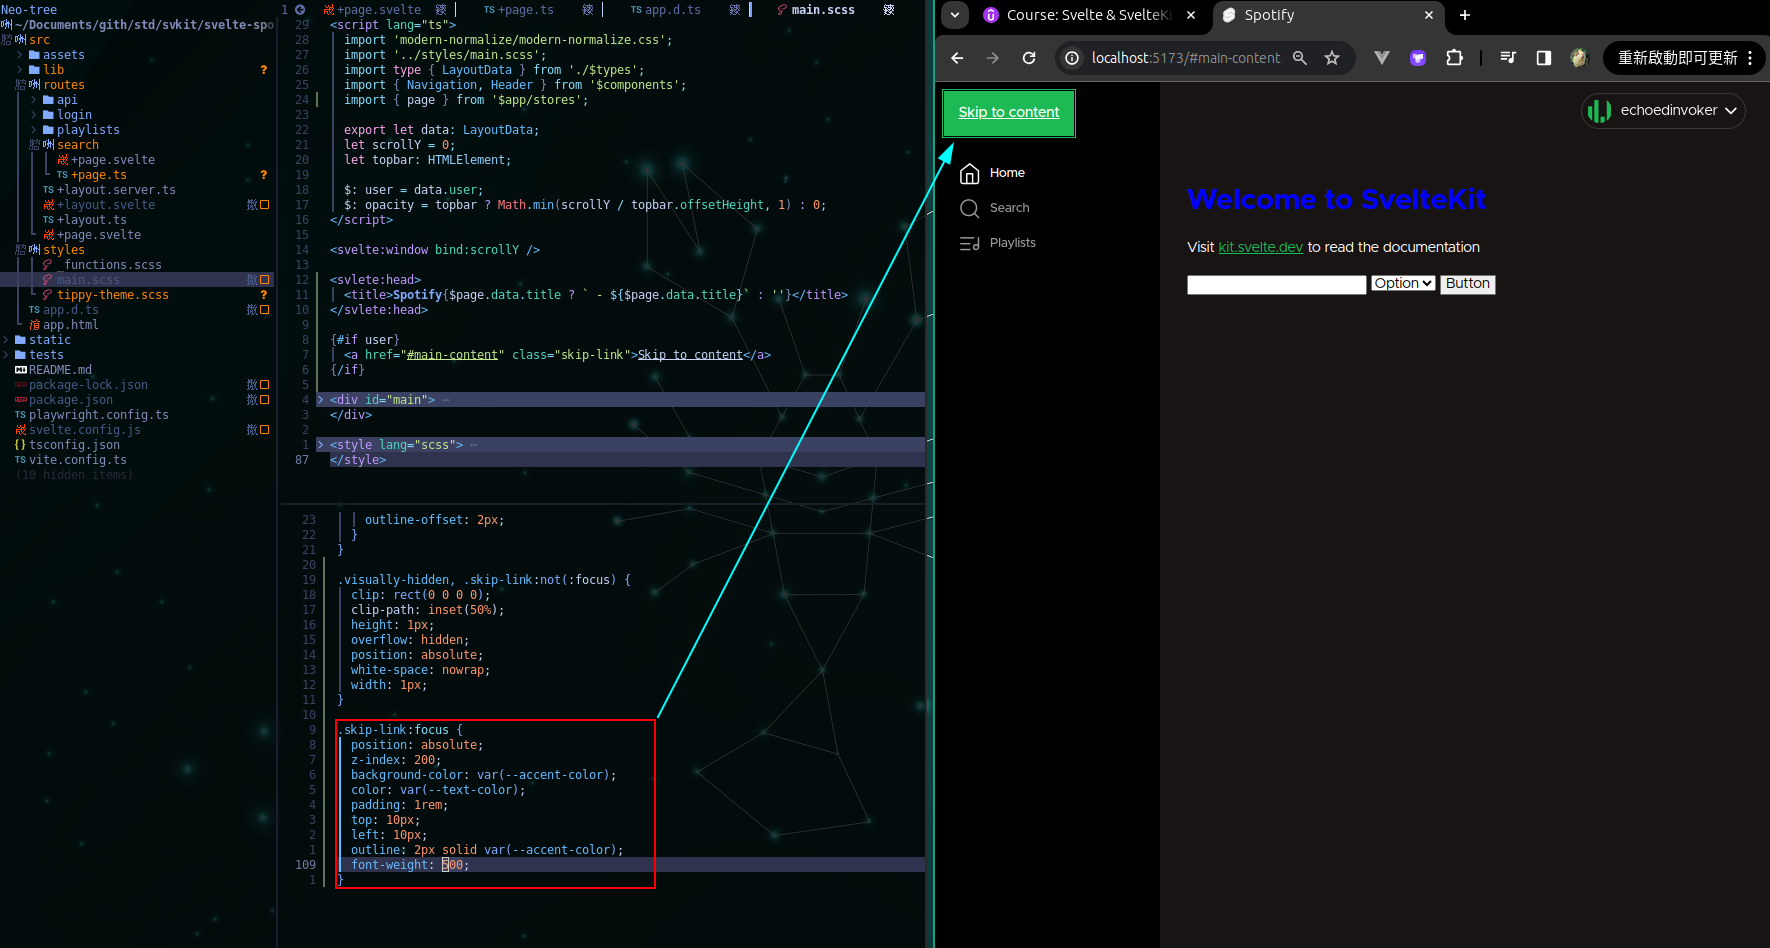 Neo-tree
~/Documents/gith/std/svkit/svelte-spo
src
assets
lib ?
routes
api
login
playlists
search
+page.svelte
TS +page.ts ?
TS +layout.server.ts
+layout.svelte
TS +layout.ts
+page.svelte
styles
_functions.scss
main.scss
tippy-theme.scss ?
TS app.d.ts
app.html
static
tests
README.md
package-lock.json
package.json
TS playwright.config.ts
svelte.config.js
{} tsconfig.json
TS vite.config.ts
(10 hidden items)
1 +page.svelte TS +page.ts TS app.d.ts main.scss
29 <script lang="ts">
28 import 'modern-normalize/modern-normalize.css';
27 import '../styles/main.scss';
26 import type { LayoutData } from './$types';
25 import { Navigation, Header } from '$components';
24 import { page } from '$app/stores';
23
22 export let data: LayoutData;
21 let scrollY = 0;
20 let topbar: HTMLElement;
19
18 $: user = data.user;
17 $: opacity = topbar ? Math.min(scrollY / topbar.offsetHeight, 1) : 0;
16 </script>
15
14 <svelte:window bind:scrollY />
13
12 <svlete:head>
11 <title>Spotify{$page.data.title ? ` - ${$page.data.title}` : ''}</title>
10 </svlete:head>
9
8 {#if user}
7 <a href="#main-content" class="skip-link">Skip to content</a>
6 {/if}
5
4 <div id="main">
3 </div>
2
1 <style lang="scss">
87 </style>
23 outline-offset: 2px;
22 }
21 }
20
19 .visually-hidden, .skip-link:not(:focus) {
18 clip: rect(0 0 0 0);
17 clip-path: inset(50%);
16 height: 1px;
15 overflow: hidden;
14 position: absolute;
13 white-space: nowrap;
12 width: 1px;
11 }
10
9 .skip-link:focus {
8 position: absolute;
7 z-index: 200;
6 background-color: var(--accent-color);
5 color: var(--text-color);
4 padding: 1rem;
3 top: 10px;
2 left: 10px;
1 outline: 2px solid var(--accent-color);
109 font-weight: 500;
1 }
Course: Svelte & SvelteKi
Spotify
localhost:5173/#main-content
重新啟動即可更新
Skip to content
echoedinvoker
Home
Search
Playlists
Welcome to SvelteKit
Visit kit.svelte.dev to read the documentation
Option Button